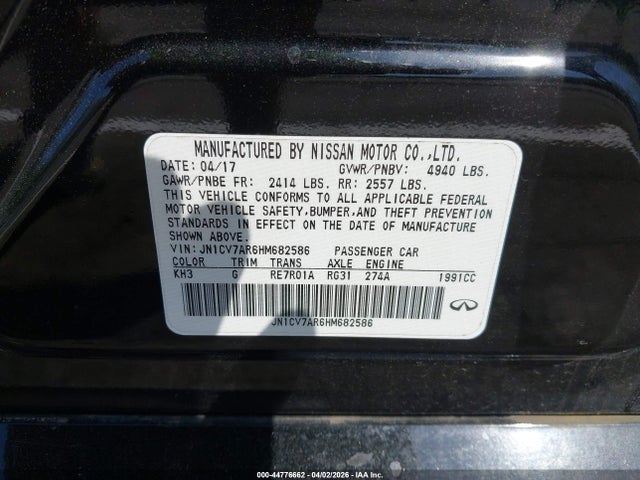 MANUFACTURED BY NISSAN MOTOR CO.,LTD.
DATE: 04/17 GVWR/PNBV: 4940 LBS.
GAWR/PNBE FR: 2414 LBS. RR: 2557 LBS.
THIS VEHICLE CONFORMS TO ALL APPLICABLE FEDERAL
MOTOR VEHICLE SAFETY,BUMPER,AND THEFT PREVENTION
STANDARDS IN EFFECT ON THE DATE OF MANUFACTURE
SHOWN ABOVE.
VIN: JN1CV7AR6HM682586 PASSENGER CAR
COLOR TRIM TRANS AXLE ENGINE
KH3 G RE7R01A RG31 274A 1991CC
JN1CV7AR6HM682586
000-44776662 - 04/02/2026 - IAA Inc.